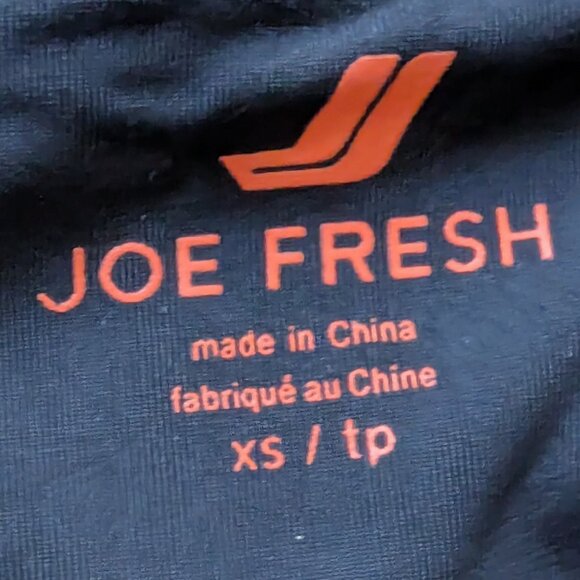 JOE FRESH
made in China
fabriqué au Chine
xs / tp